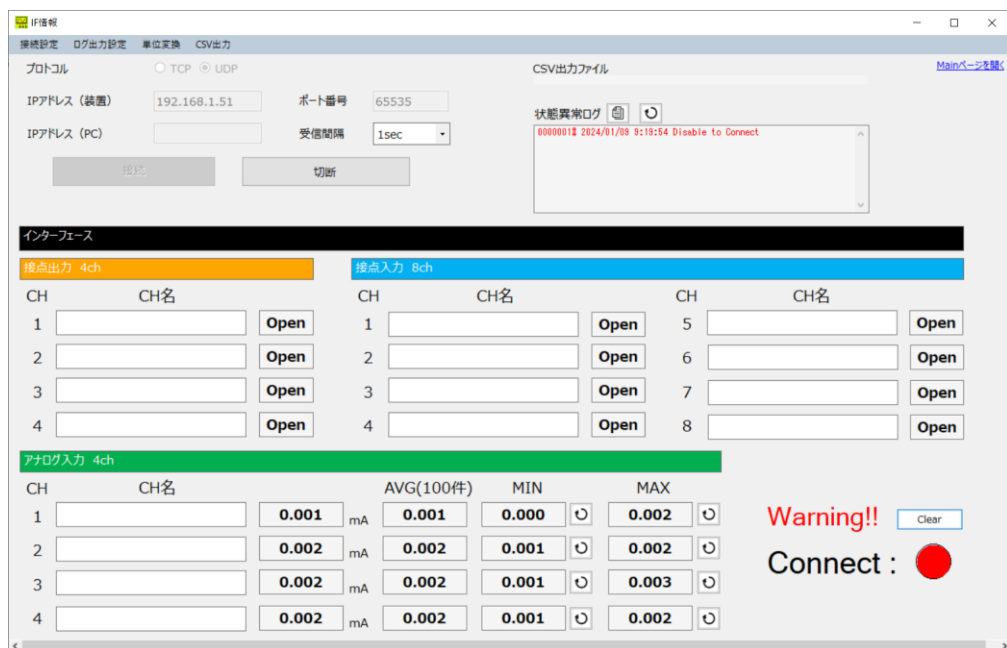 IF情報
接続設定 ログ出力設定 単位変換 CSV出力
プロトコル TCP UDP CSV出力ファイル Mainページを開く
IPアドレス（装置） 192.168.1.51 ポート番号 65535
状態異常ログ
IPアドレス（PC） 受信間隔 1sec
0000001 2024/01/09 9:19:54 Disable to Connect
接続 切断
インターフェース
接点出力 4ch 接点入力 8ch
CH CH名 CH CH名 CH CH名
1 Open 1 Open 5 Open
2 Open 2 Open 6 Open
3 Open 3 Open 7 Open
4 Open 4 Open 8 Open
アナログ入力 4ch
CH CH名 AVG(100件) MIN MAX
1 0.001 mA 0.001 0.000 0.002
2 0.002 mA 0.002 0.001 0.002
3 0.002 mA 0.002 0.001 0.003
4 0.002 mA 0.002 0.001 0.002
Warning!! Clear
Connect :